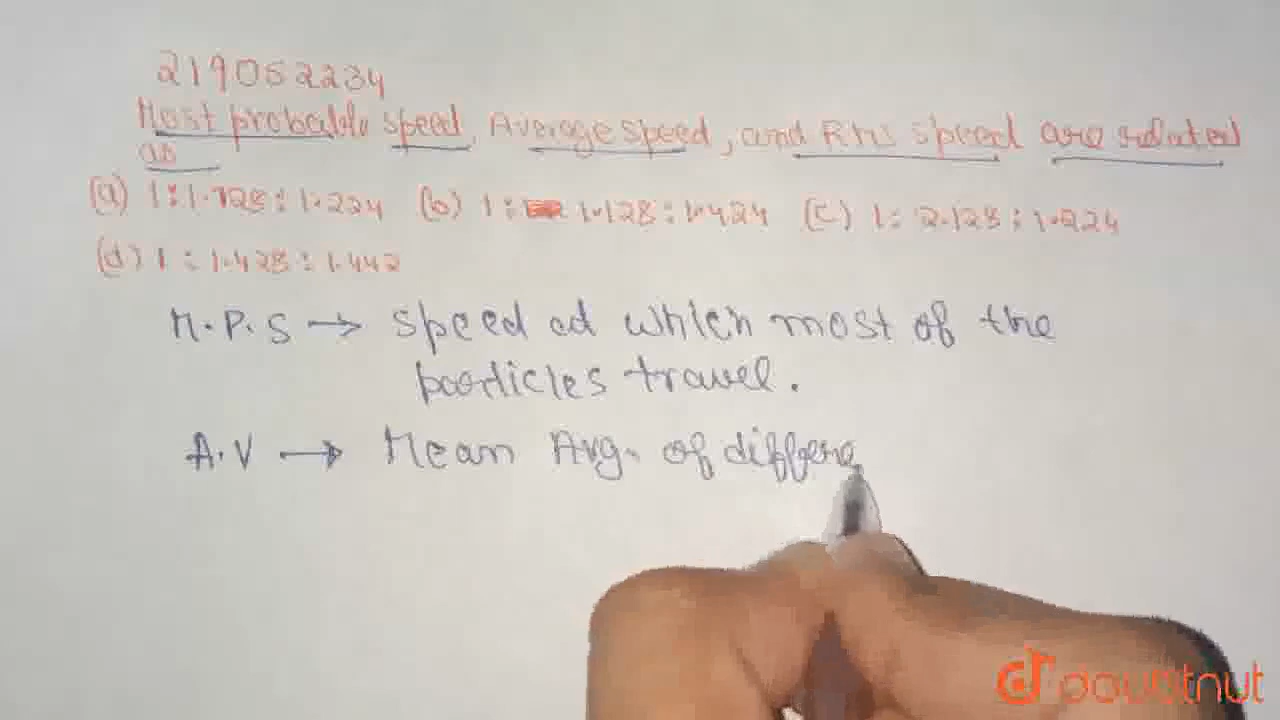 219052234
Most probable speed, Average speed, and RMS speed are related
as
(a) 1:1.128:1.224 (b) 1: 1.128:1.424 (c) 1: 2.128:1.224
(d) 1:1.428:1.442
M.P.S → speed at which most of the
particles travel.
A.V → Mean Avg. of differe
doubtnut